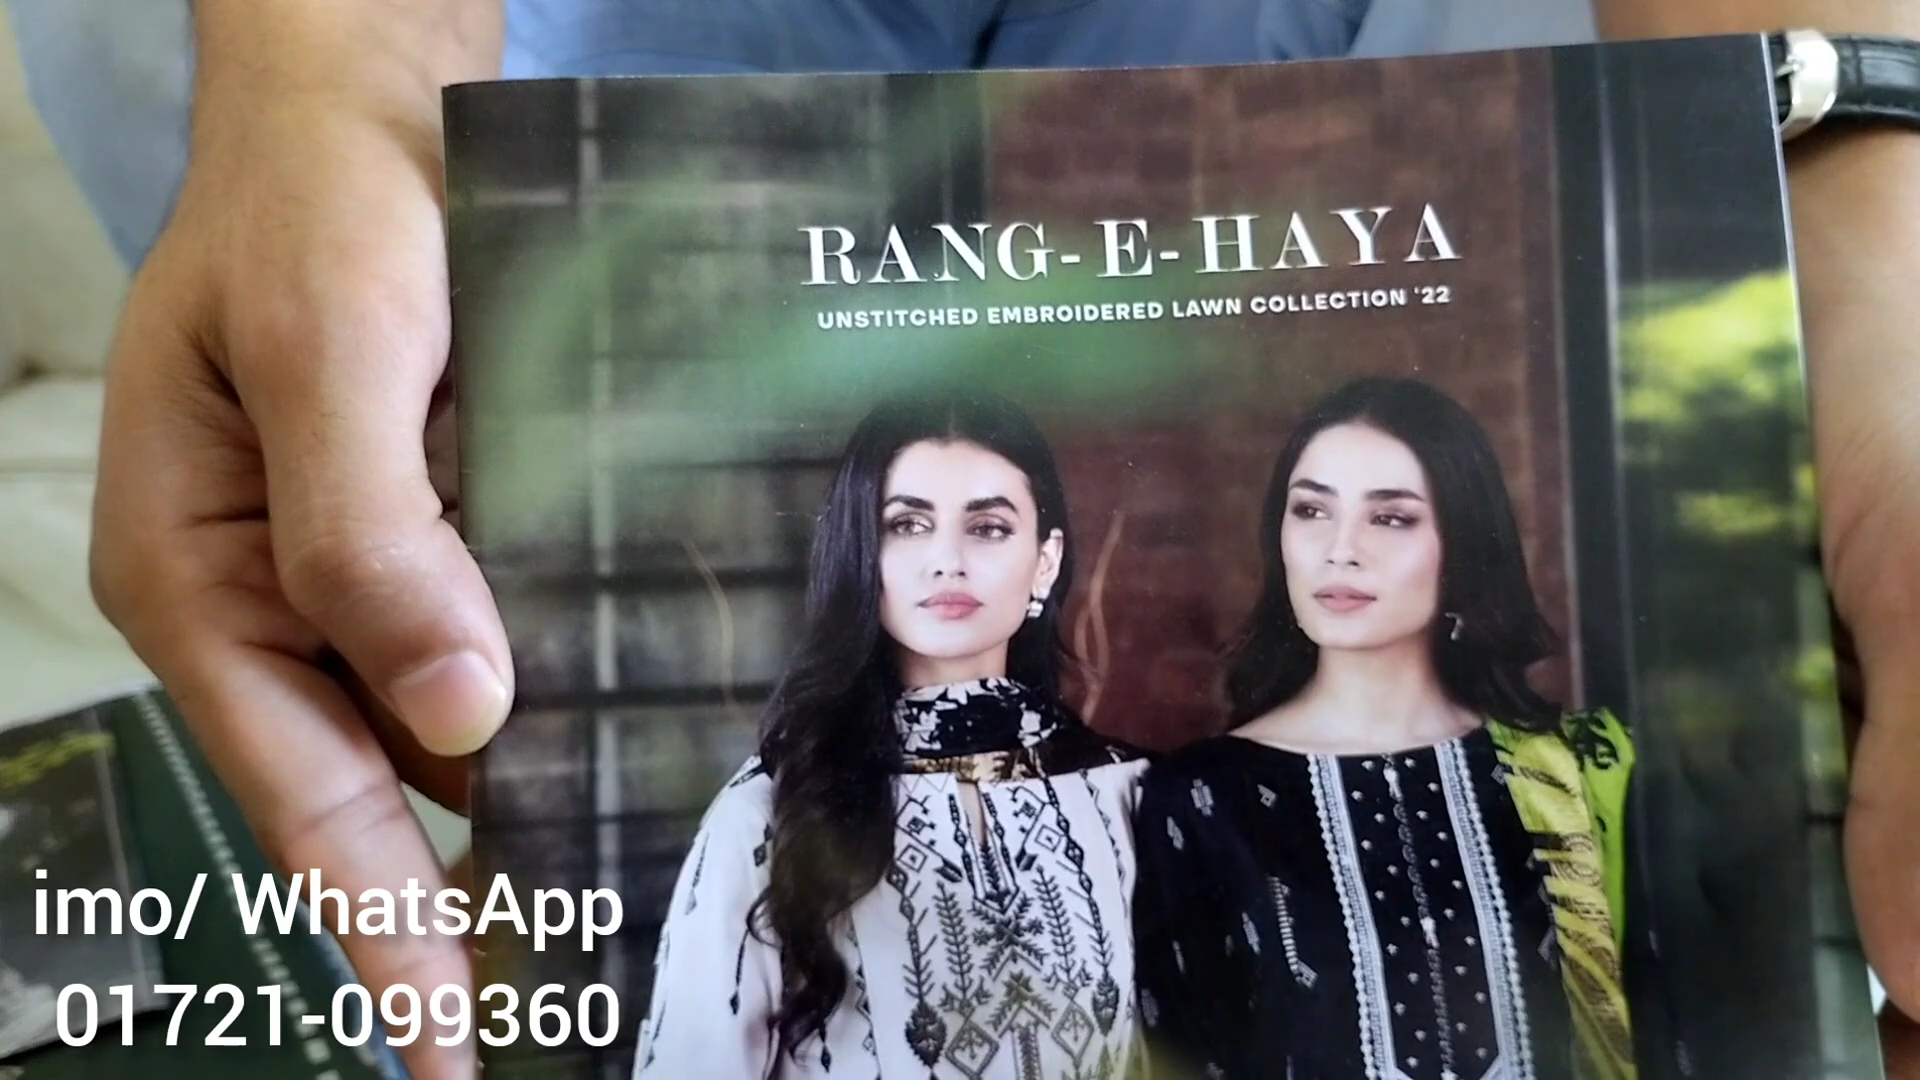 RANG-E-HAYA
UNSTITCHED EMBROIDERED LAWN COLLECTION '22
imo/ WhatsApp
01721-099360